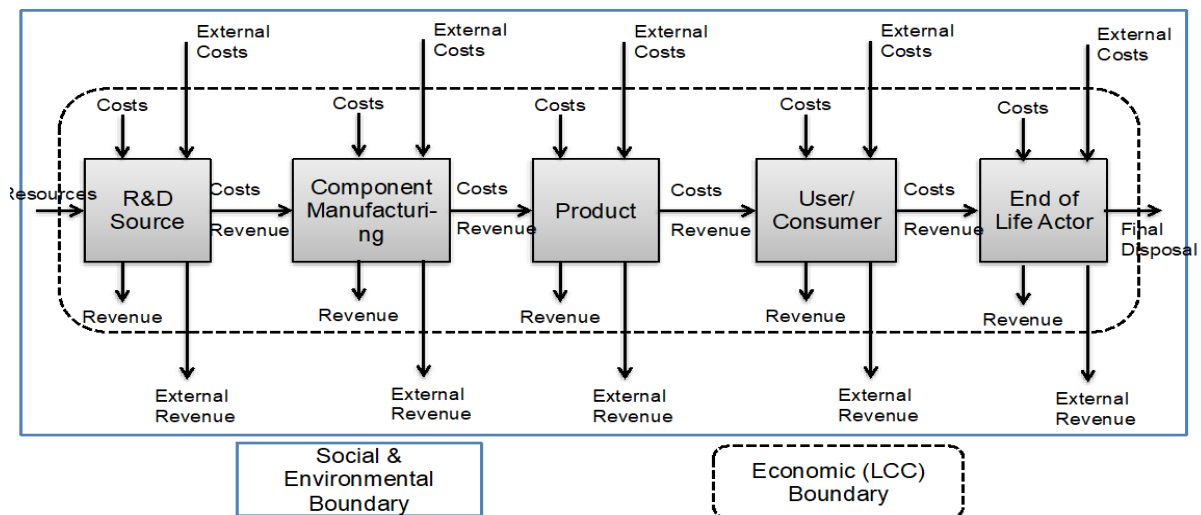 External
Costs
External
Costs
External
Costs
External
Costs
External
Costs
Costs
Costs
Costs
Costs
Costs
Resources
R&D
Source
Costs
Revenue
Component
Manufacturi-
ng
Costs
Revenue
Product
Costs
Revenue
User/
Consumer
Costs
Revenue
End of
Life Actor
Final
Disposal
Revenue
Revenue
Revenue
Revenue
Revenue
External
Revenue
External
Revenue
External
Revenue
External
Revenue
External
Revenue
Social &
Environmental
Boundary
Economic (LCC)
Boundary